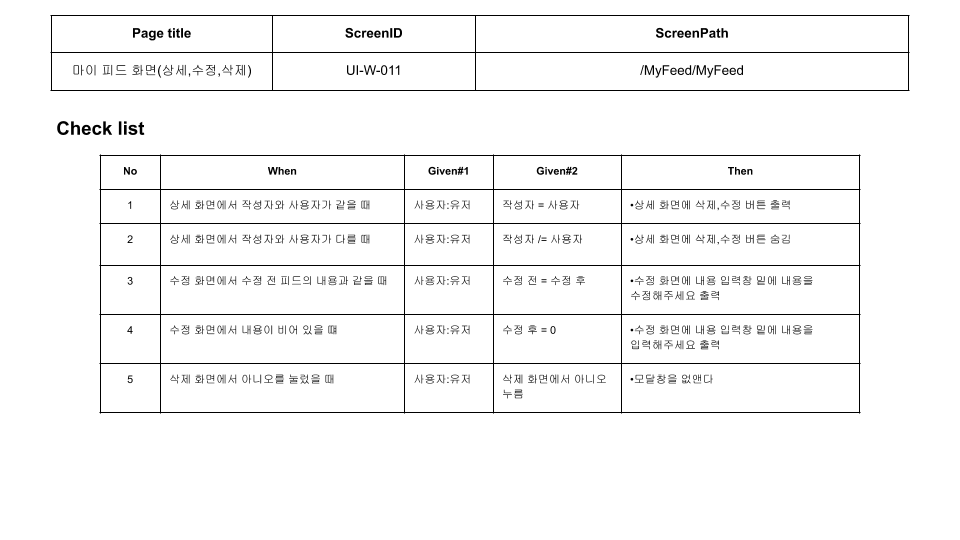 Page title ScreenID ScreenPath
마이 피드 화면(상세,수정,삭제) UI-W-011 /MyFeed/MyFeed
Check list
No When Given#1 Given#2 Then
1 상세 화면에서 작성자와 사용자가 같을 때 사용자:유저 작성자 = 사용자 •상세 화면에 삭제,수정 버튼 출력
2 상세 화면에서 작성자와 사용자가 다를 때 사용자:유저 작성자 /= 사용자 •상세 화면에 삭제,수정 버튼 숨김
3 수정 화면에서 수정 전 피드의 내용과 같을 때 사용자:유저 수정 전 = 수정 후 •수정 화면에 내용 입력창 밑에 내용을
수정해주세요 출력
4 수정 화면에서 내용이 비어 있을 떄 사용자:유저 수정 후 = 0 •수정 화면에 내용 입력창 밑에 내용을
입력해주세요 출력
5 삭제 화면에서 아니오를 눌렀을 때 사용자:유저 삭제 화면에서 아니오 •모달창을 없앤다
누름